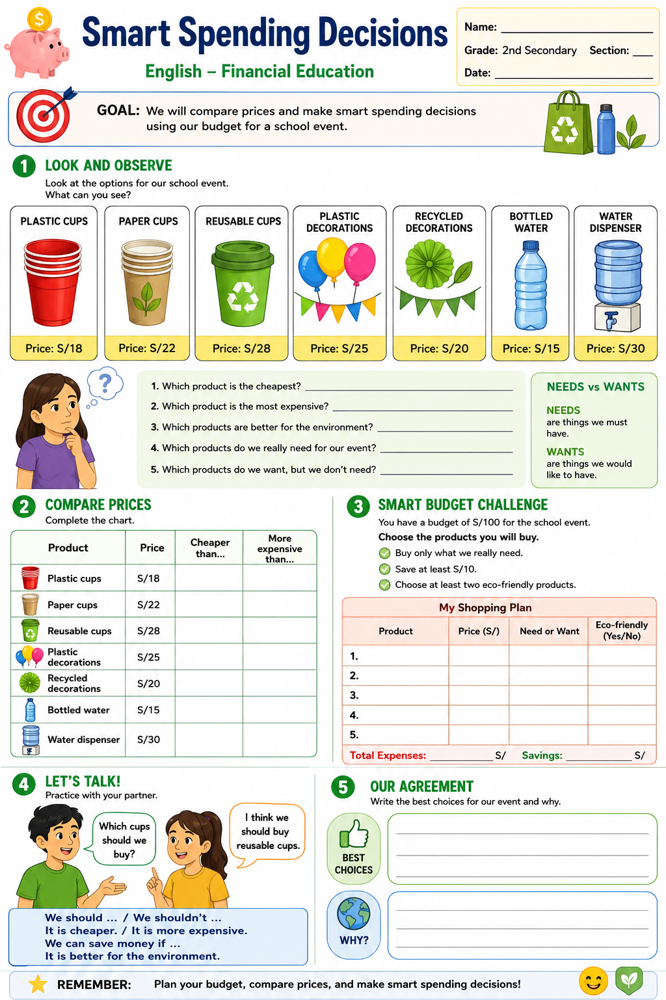 $
Smart Spending Decisions
English – Financial Education
Name: ____________
Grade: 2nd Secondary Section: ____
Date: ____________
GOAL: We will compare prices and make smart spending decisions
using our budget for a school event.
1 LOOK AND OBSERVE
Look at the options for our school event.
What can you see?
PLASTIC CUPS
Price: S/18
PAPER CUPS
Price: S/22
REUSABLE CUPS
Price: S/28
PLASTIC
DECORATIONS
Price: S/25
RECYCLED
DECORATIONS
Price: S/20
BOTTLED
WATER
Price: S/15
WATER
DISPENSER
Price: S/30
?
1. Which product is the cheapest? ____________
2. Which product is the most expensive? ____________
3. Which products are better for the environment? ____________
4. Which products do we really need for our event? ____________
5. Which products do we want, but we don't need? ____________
NEEDS vs WANTS
NEEDS
are things we must
have.
WANTS
are things we would
like to have.
2 COMPARE PRICES
Complete the chart.
Product Price Cheaper than... More expensive than...
Plastic cups S/18
Paper cups S/22
Reusable cups S/28
Plastic decorations S/25
Recycled decorations S/20
Bottled water S/15
Water dispenser S/30
3 SMART BUDGET CHALLENGE
You have a budget of S/100 for the school event.
Choose the products you will buy.
Buy only what we really need.
Save at least S/10.
Choose at least two eco-friendly products.
My Shopping Plan
Product Price (S/) Need or Want Eco-friendly (Yes/No)
1.
2.
3.
4.
5.
Total Expenses: ____________ S/ Savings: ____________ S/
4 LET'S TALK!
Practice with your partner.
Which cups
should we
buy?
I think we
should buy
reusable cups.
We should ... / We shouldn't ...
It is cheaper. / It is more expensive.
We can save money if ...
It is better for the environment.
5 OUR AGREEMENT
Write the best choices for our event and why.
BEST
CHOICES
WHY?
REMEMBER: Plan your budget, compare prices, and make smart spending decisions!